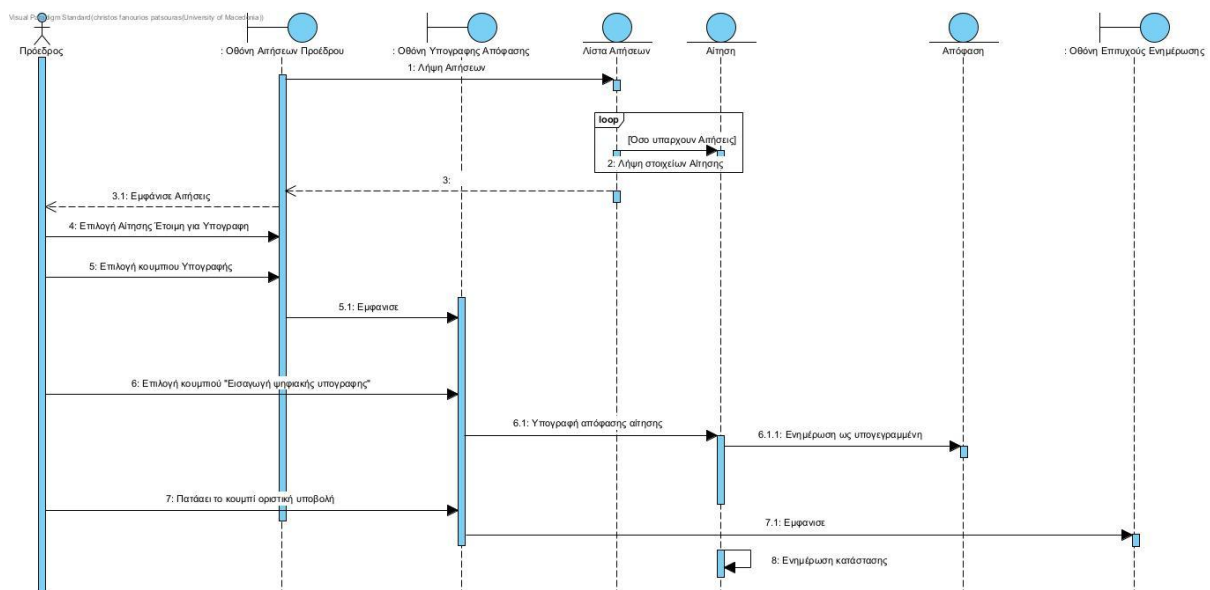 Visual Paradigm Standard(christos fanourios patsouras(University of Macedonia))
Πρόεδρος
: Οθόνη Αιτήσεων Προέδρου
: Οθόνη Υπογραφης Απόφασης
Λίστα Αιτήσεων
Αίτηση
Απόφαση
: Οθόνη Επιτυχούς Ενημέρωσης
1: Λήψη Αιτήσεων
loop
[Όσο υπαρχουν Αιτήσεις]
2: Λήψη στοιχείων Αίτησης
3:
3.1: Εμφάνισε Αιτήσεις
4: Επιλογή Αίτησης Έτοιμη για Υπογραφη
5: Επιλογή κουμπιου Υπογραφής
5.1: Εμφανισε
6: Επιλογή κουμπιού "Εισαγωγή ψηφιακής υπογραφης"
6.1: Υπογραφή απόφασης αίτησης
6.1.1: Ενημέρωση ως υπογεγραμμένη
7: Πατάαει το κουμπί οριστική υποβολή
7.1: Εμφανισε
8: Ενημέρωση κατάστασης